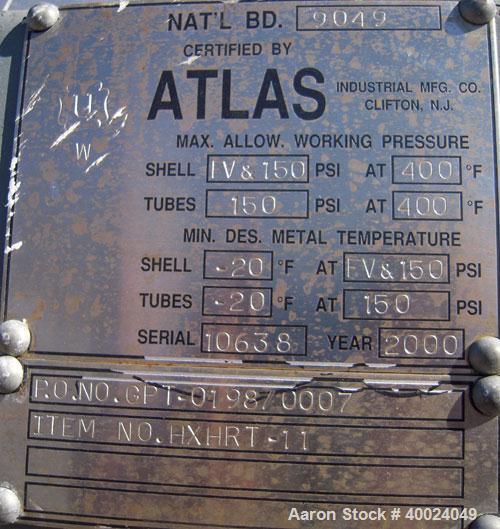 NAT'L BD. 9049
CERTIFIED BY
ATLAS INDUSTRIAL MFG. CO.
CLIFTON, N.J.
U
W
MAX. ALLOW. WORKING PRESSURE
SHELL FV & 150 PSI AT 400 °F
TUBES 150 PSI AT 400 °F
MIN. DES. METAL TEMPERATURE
SHELL -20 °F AT FV & 150 PSI
TUBES -20 °F AT 150 PSI
SERIAL 10638 YEAR 2000
P.O.NO.GPT-019870007
ITEM NO.HXHRT-11
Aaron Stock # 40024049